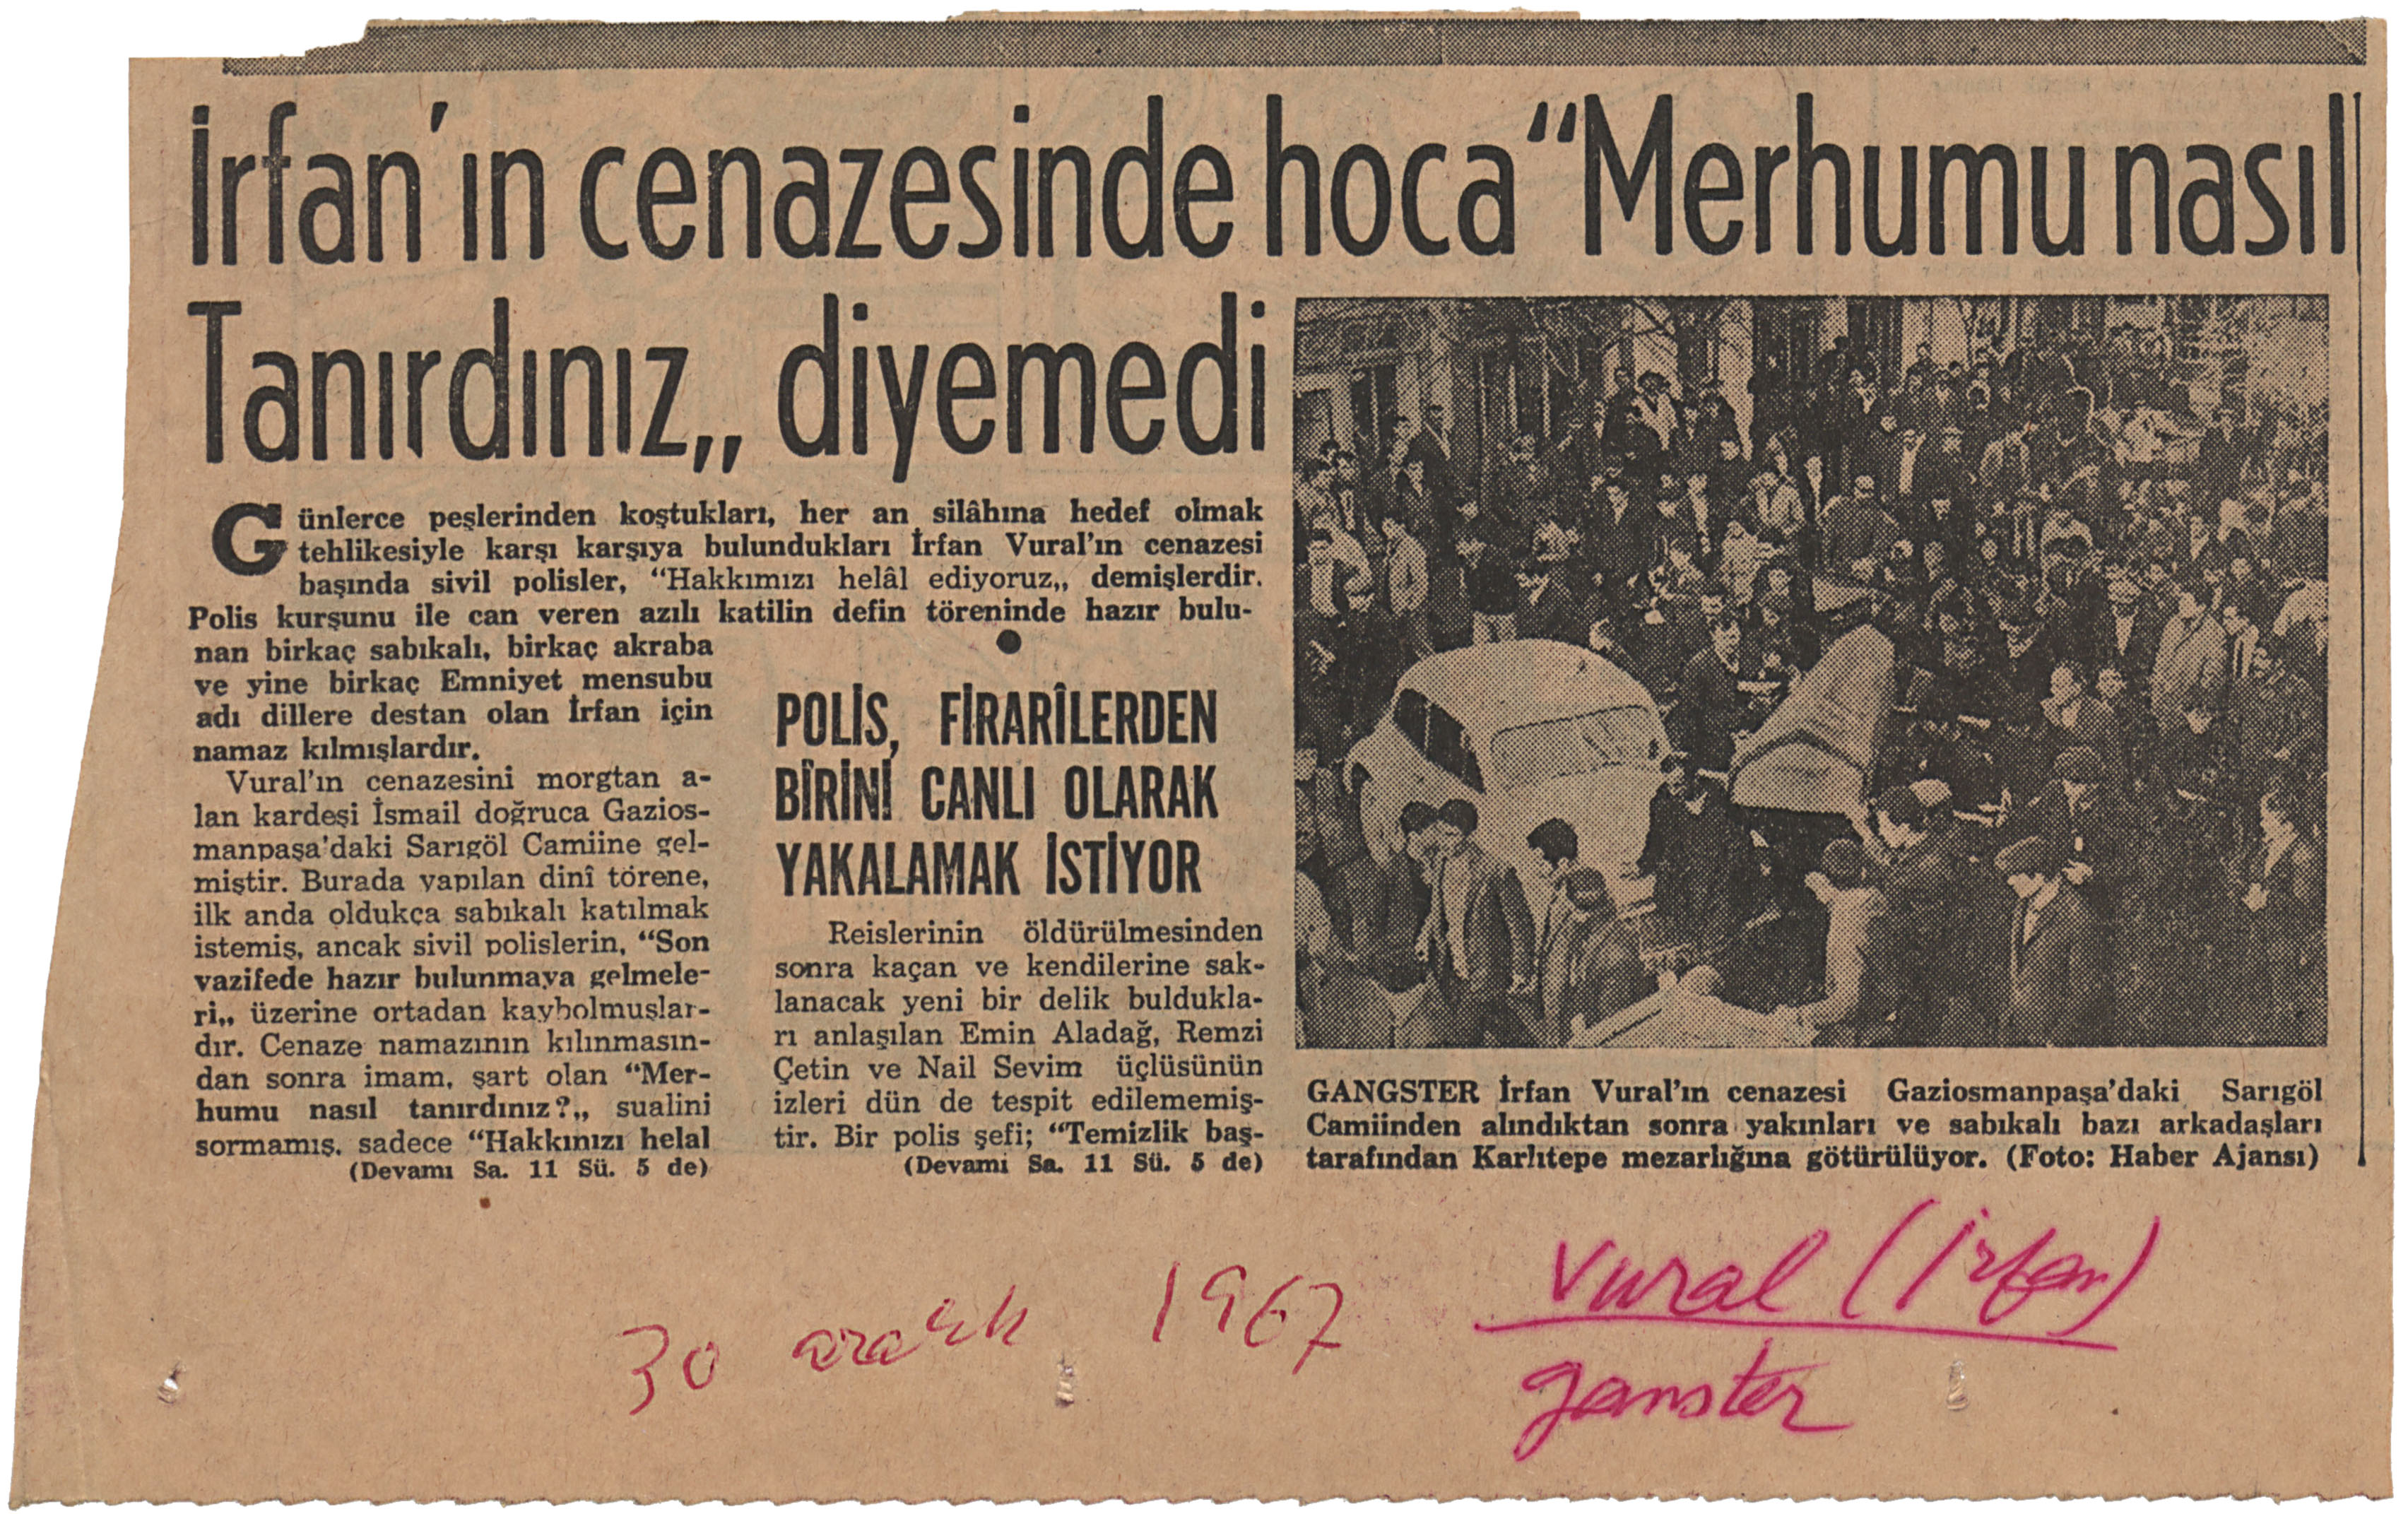 İrfan'ın cenazesinde hoca “Merhumu nasıl
Tanırdınız,, diyemedi
Günlerce peşlerinden koştukları, her an silâhına hedef olmak
tehlikesiyle karşı karşıya bulundukları İrfan Vural'ın cenazesi
başında sivil polisler, “Hakkımızı helâl ediyoruz,, demişlerdir.
Polis kurşunu ile can veren azılı katilin defin töreninde hazır bulu-
nan birkaç sabıkalı, birkaç akraba
ve yine birkaç Emniyet mensubu
adı dillere destan olan İrfan için
namaz kılmışlardır.
Vural'ın cenazesini morgtan a-
lan kardeşi İsmail doğruca Gazios-
manpaşa'daki Sarıgöl Camiine gel-
miştir. Burada yapılan dinî törene,
ilk anda oldukça sabıkalı katılmak
istemiş, ancak sivil polislerin, “Son
vazifede hazır bulunmaya gelmele-
ri,, üzerine ortadan kaybolmuşlar-
dır. Cenaze namazının kılınmasın-
dan sonra imam, şart olan “Mer-
humu nasıl tanırdınız?,, sualini
sormamış, sadece “Hakkınızı helal
(Devamı Sa. 11 Sü. 5 de)
●
POLİS, FİRARÎLERDEN
BİRİNİ CANLI OLARAK
YAKALAMAK İSTİYOR
Reislerinin öldürülmesinden
sonra kaçan ve kendilerine sak-
lanacak yeni bir delik buldukla-
rı anlaşılan Emin Aladağ, Remzi
Çetin ve Nail Sevim üçlüsünün
izleri dün de tespit edilememiş-
tir. Bir polis şefi; “Temizlik baş-
(Devamı Sa. 11 Sü. 5 de)
GANGSTER İrfan Vural'ın cenazesi Gaziosmanpaşa'daki Sarıgöl
Camiinden alındıktan sonra yakınları ve sabıkalı bazı arkadaşları
tarafından Karlıtepe mezarlığına götürülüyor. (Foto: Haber Ajansı)
30 aralık 1967
Vural (İrfan)
ganster